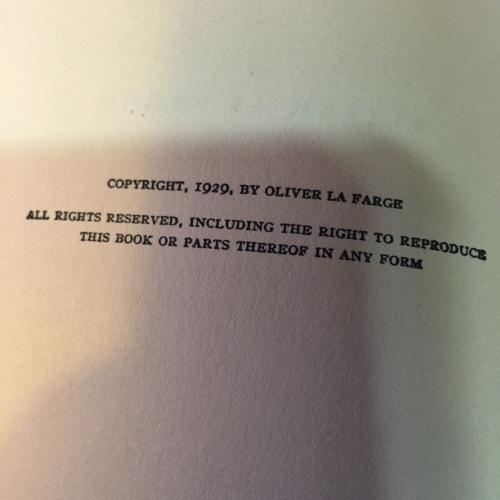 COPYRIGHT, 1929, BY OLIVER LA FARGE
ALL RIGHTS RESERVED, INCLUDING THE RIGHT TO REPRODUCE
THIS BOOK OR PARTS THEREOF IN ANY FORM